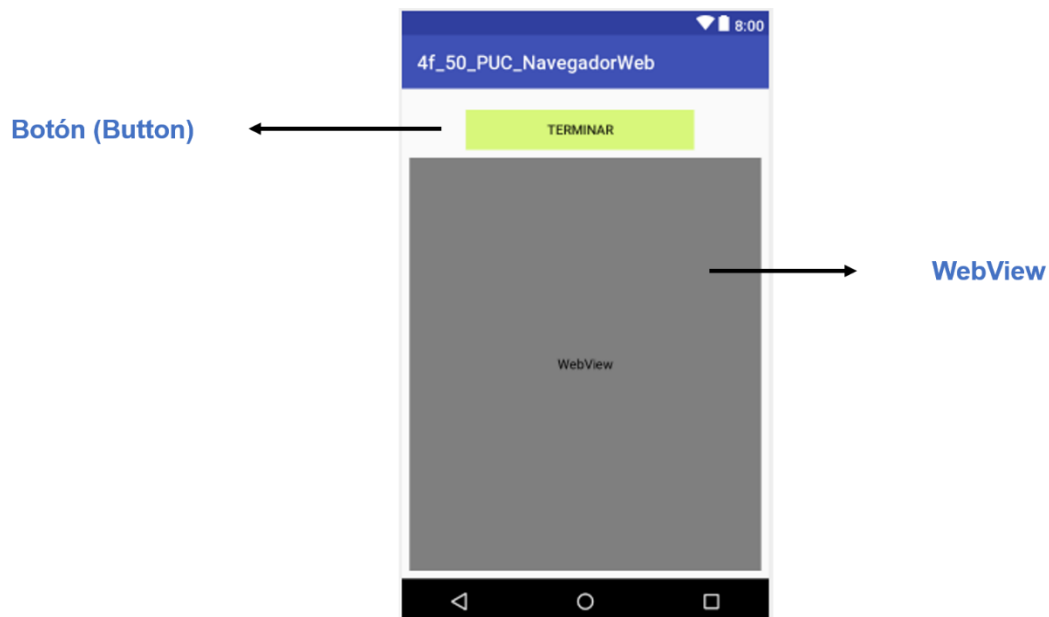 8:00
4f_50_PUC_NavegadorWeb
Botón (Button)
TERMINAR
WebView
WebView